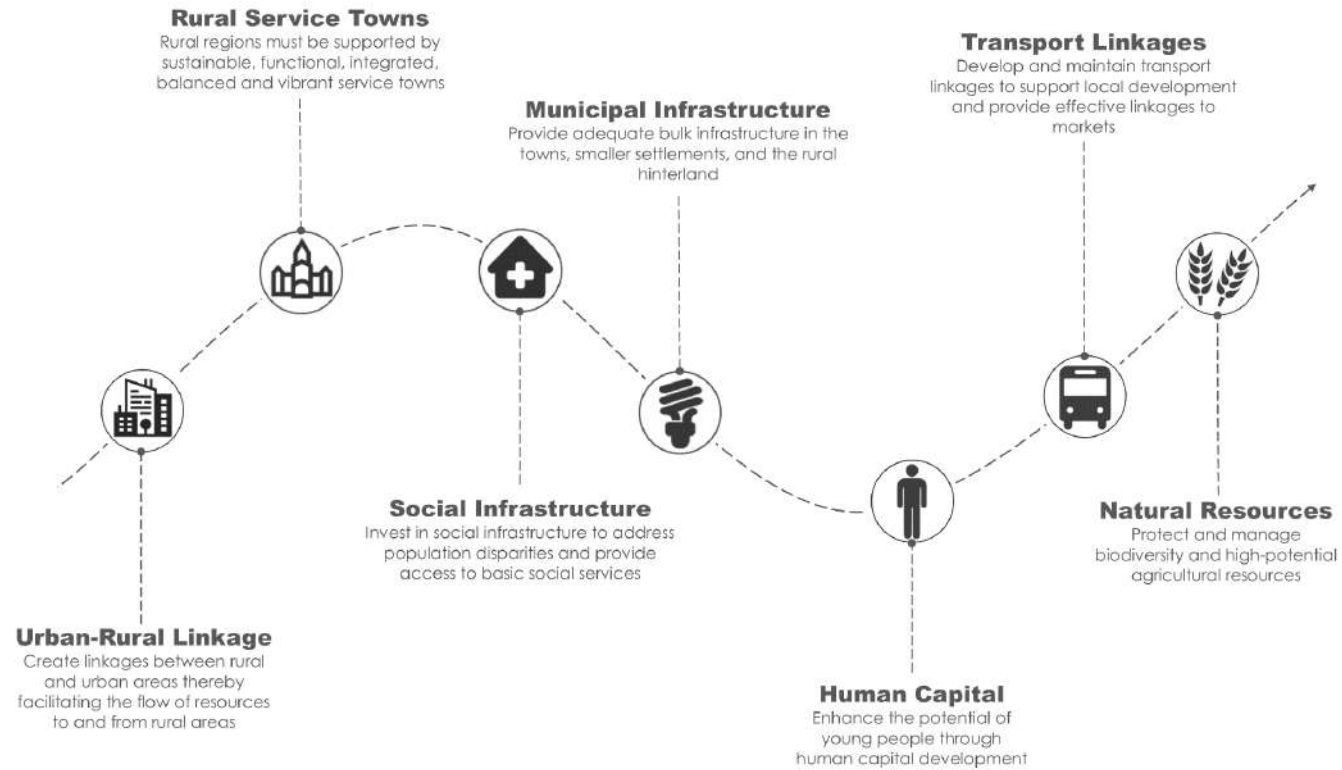 Rural Service Towns
Rural regions must be supported by
sustainable, functional, integrated,
balanced and vibrant service towns
Transport Linkages
Develop and maintain transport
linkages to support local development
and provide effective linkages to
markets
Municipal Infrastructure
Provide adequate bulk infrastructure in the
towns, smaller settlements, and the rural
hinterland
Social Infrastructure
Invest in social infrastructure to address
population disparities and provide
access to basic social services
Natural Resources
Protect and manage
biodiversity and high-potential
agricultural resources
Urban-Rural Linkage
Create linkages between rural
and urban areas thereby
facilitating the flow of resources
to and from rural areas
Human Capital
Enhance the potential of
young people through
human capital development